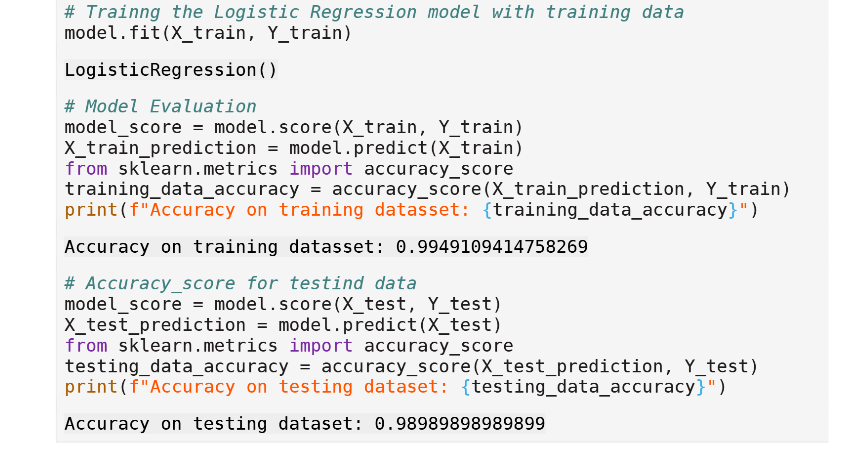 # Trainng the Logistic Regression model with training data
model.fit(X_train, Y_train)
LogisticRegression()
# Model Evaluation
model_score = model.score(X_train, Y_train)
X_train_prediction = model.predict(X_train)
from sklearn.metrics import accuracy_score
training_data_accuracy = accuracy_score(X_train_prediction, Y_train)
print(f"Accuracy on training datasset: {training_data_accuracy}")
Accuracy on training datasset: 0.9949109414758269
# Accuracy_score for testind data
model_score = model.score(X_test, Y_test)
X_test_prediction = model.predict(X_test)
from sklearn.metrics import accuracy_score
testing_data_accuracy = accuracy_score(X_test_prediction, Y_test)
print(f"Accuracy on testing dataset: {testing_data_accuracy}")
Accuracy on testing dataset: 0.98989898989899